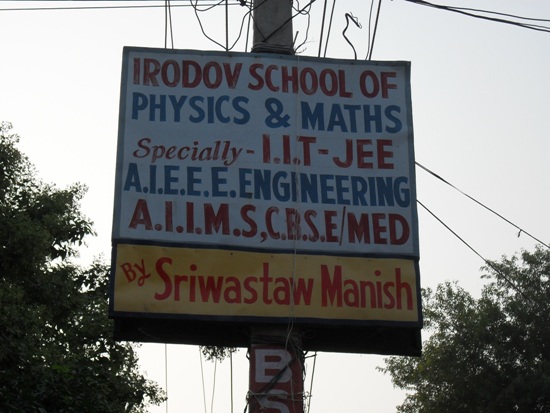 IRODOV SCHOOL OF
PHYSICS & MATHS
Specially - I.I.T - JEE
A.I.E.E.E. ENGINEERING
A.I.I.M.S, C.B.S.E/MED
By Sriwastaw Manish
B